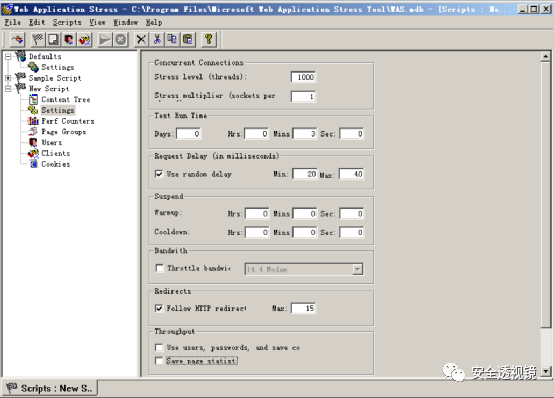 Web Application Stress - C:\Program Files\Microsoft Web Application Stress Tool\WAS.mdb - [Scripts : Ne...
File Edit Scripts View Window Help
Defaults
Settings
Sample Script
New Script
Content Tree
Settings
Perf Counters
Page Groups
Users
Clients
Cookies
Concurrent Connections
Stress level (threads): 1000
Stress multiplier (sockets per 1
Test Run Time
Days: 0 Hrs: 0 Mins 3 Sec: 0
Request Delay (in milliseconds)
Use random delay Min: 20 Max: 40
Suspend
Warmup: Hrs: 0 Mins 0 Sec: 0
Cooldown: Hrs: 0 Mins 0 Sec: 0
Bandwith
Throttle bandwic 14.4 Modem
Redirects
Follow HTTP redirect Max: 15
Throughput
Use users, passwords, and save co
Save page statist
安全透视镜
Scripts : New S..